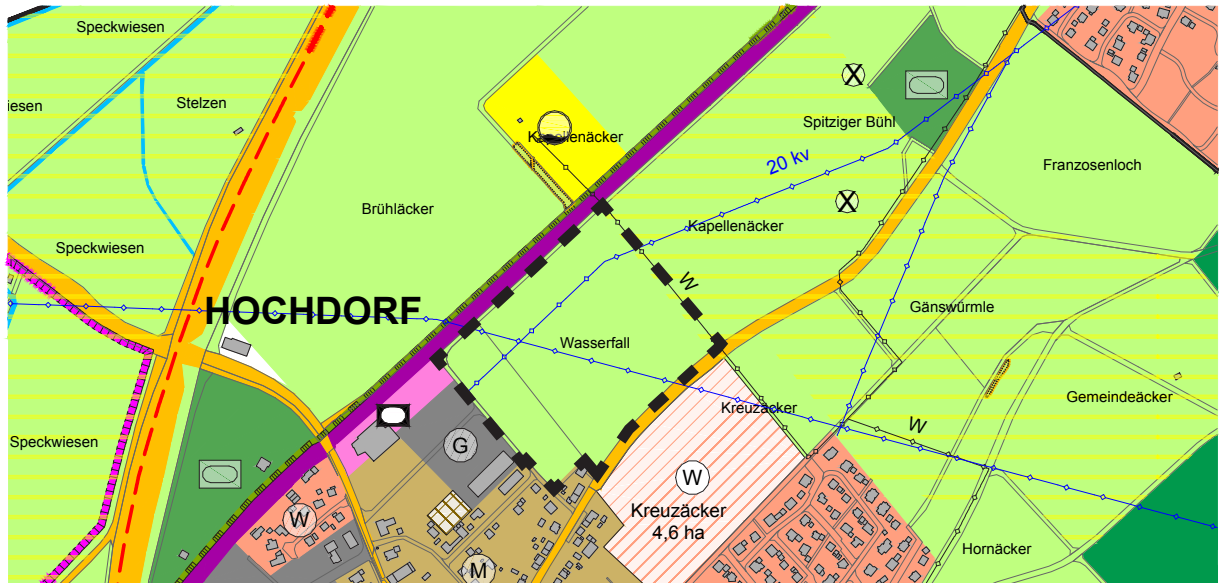 Speckwiesen
iesen
Stelzen
Kapellenäcker
X
Spitziger Bühl
20 kv
Franzosenloch
Brühläcker
X
Kapellenäcker
Speckwiesen
W
HOCHDORF
Gänswürmle
Wasserfall
Gemeindeäcker
Kreuzäcker
Speckwiesen
G
W
W
Kreuzäcker
4,6 ha
W
Hornäcker
M